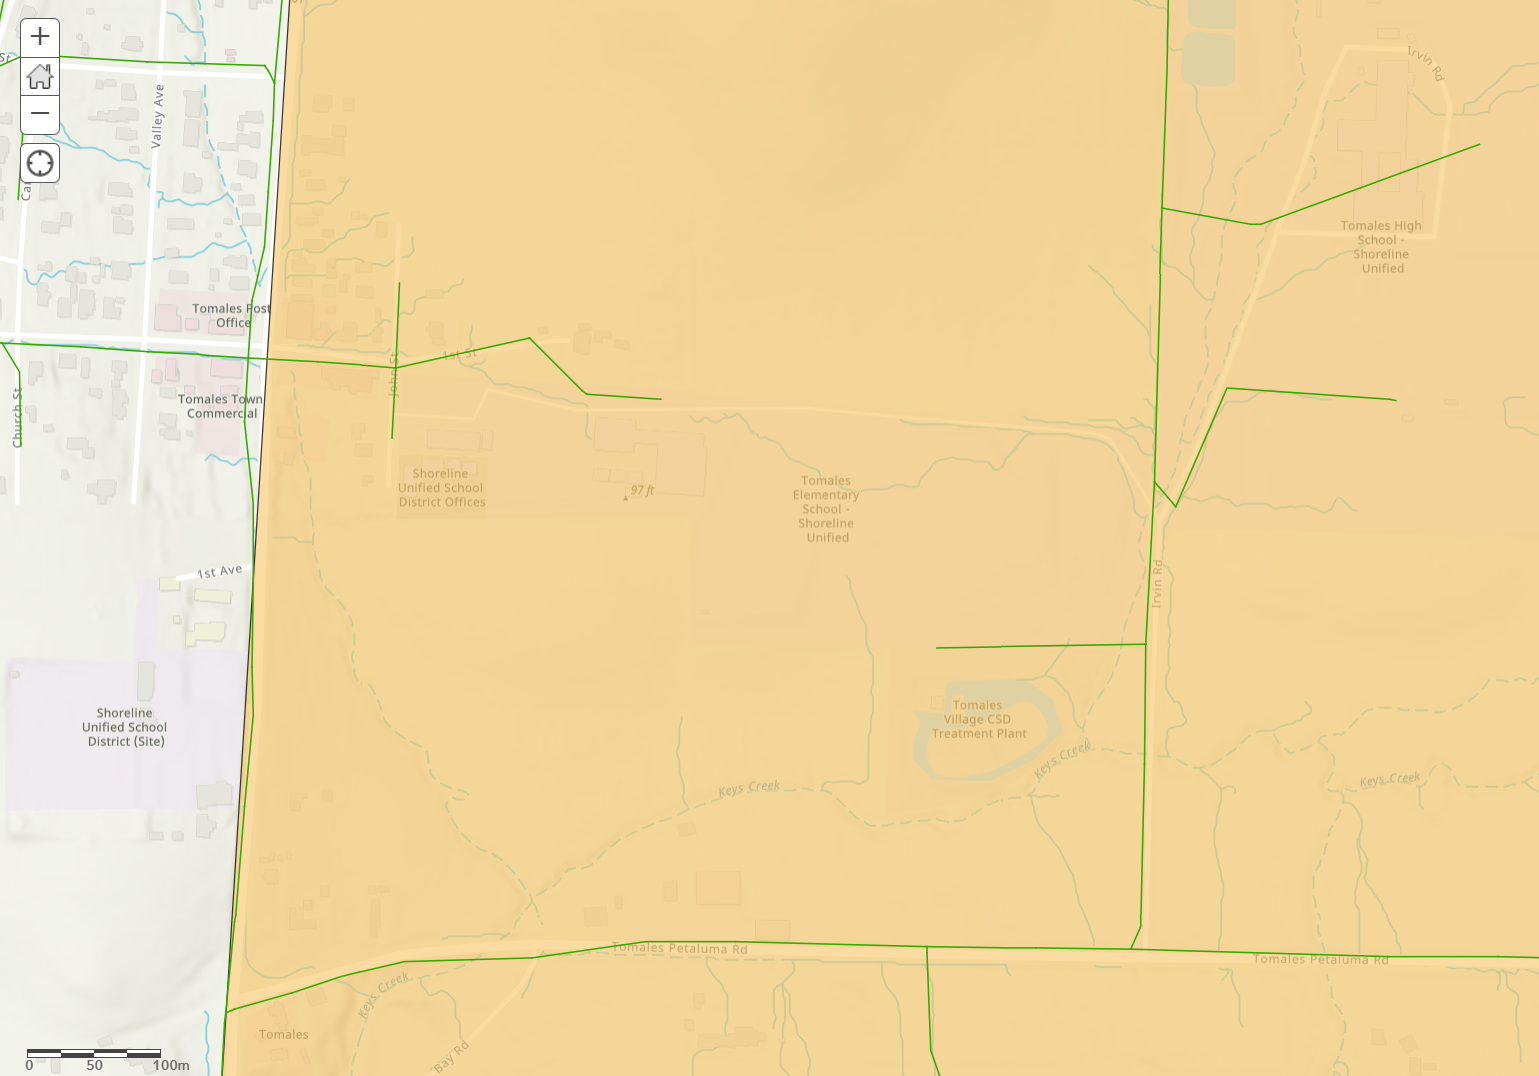 St
Irvin Rd
Valley Ave
Tomales High
School -
Shoreline
Unified
Tomales Post
Office
1st St
John St
Tomales Town
Commercial
Church St
Shoreline
Unified School
District Offices
97 ft
Tomales
Elementary
School -
Shoreline
Unified
1st Ave
Irvin Rd
Shoreline
Unified School
District (Site)
Tomales
Village CSD
Treatment Plant
Keys Creek
Keys Creek
Keys Creek
Tomales Petaluma Rd
Tomales Petaluma Rd
Keys Creek
Tomales
Bay Rd
0 50 100m